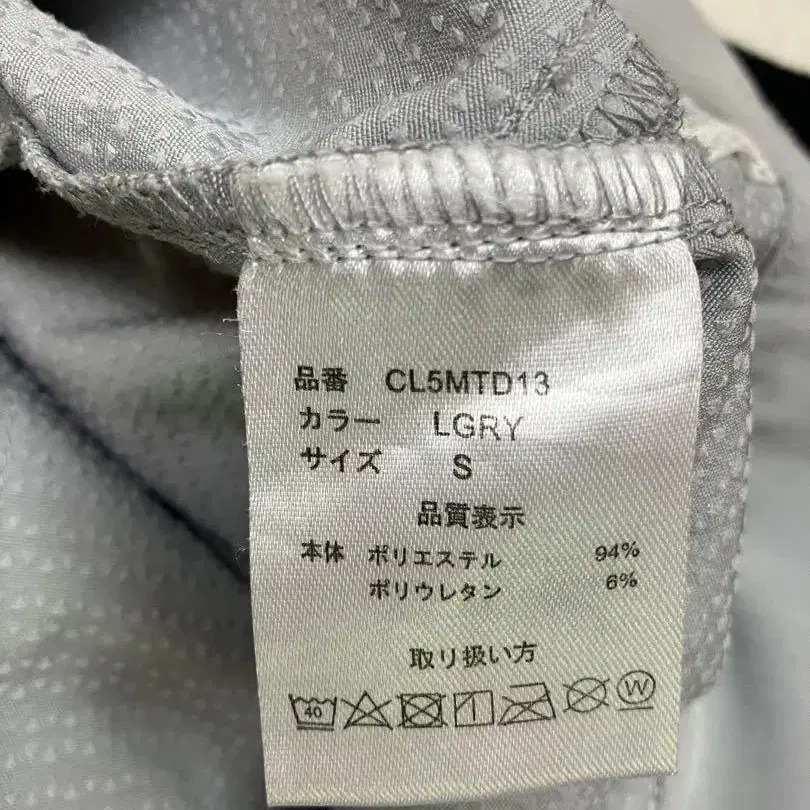 品番 CL5MTD13
カラー LGRY
サイズ S
品質表示
本体 ポリエステル 94%
ポリウレタン 6%
取り扱い方
40 W